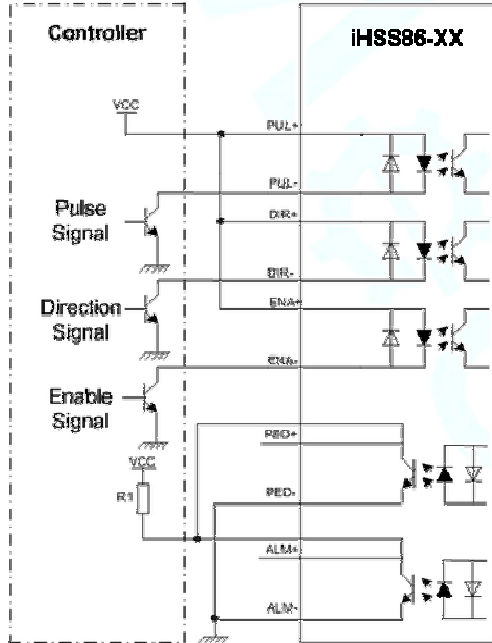 Controller
iHSS86-XX
VCC
PUL+
PUL-
Pulse
Signal
DIR+
DIR-
Direction
Signal
ENA+
ENA-
Enable
Signal
VCC
PED+
R1
PED-
ALM+
ALM-